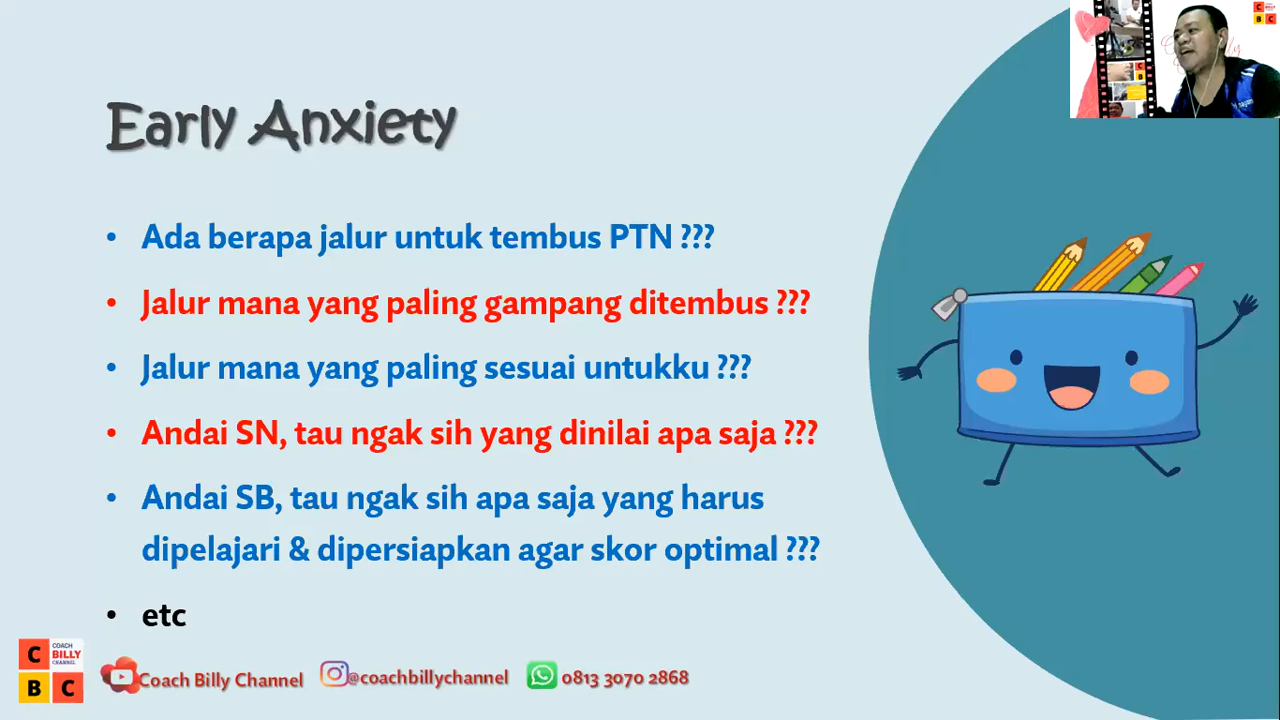 Early Anxiety
• Ada berapa jalur untuk tembus PTN ???
• Jalur mana yang paling gampang ditembus ???
• Jalur mana yang paling sesuai untukku ???
• Andai SN, tau ngak sih yang dinilai apa saja ???
• Andai SB, tau ngak sih apa saja yang harus
dipelajari & dipersiapkan agar skor optimal ???
• etc
C
COACH
BILLY
CHANNEL
B C
Coach Billy Channel
@coachbillychannel
0813 3070 2868